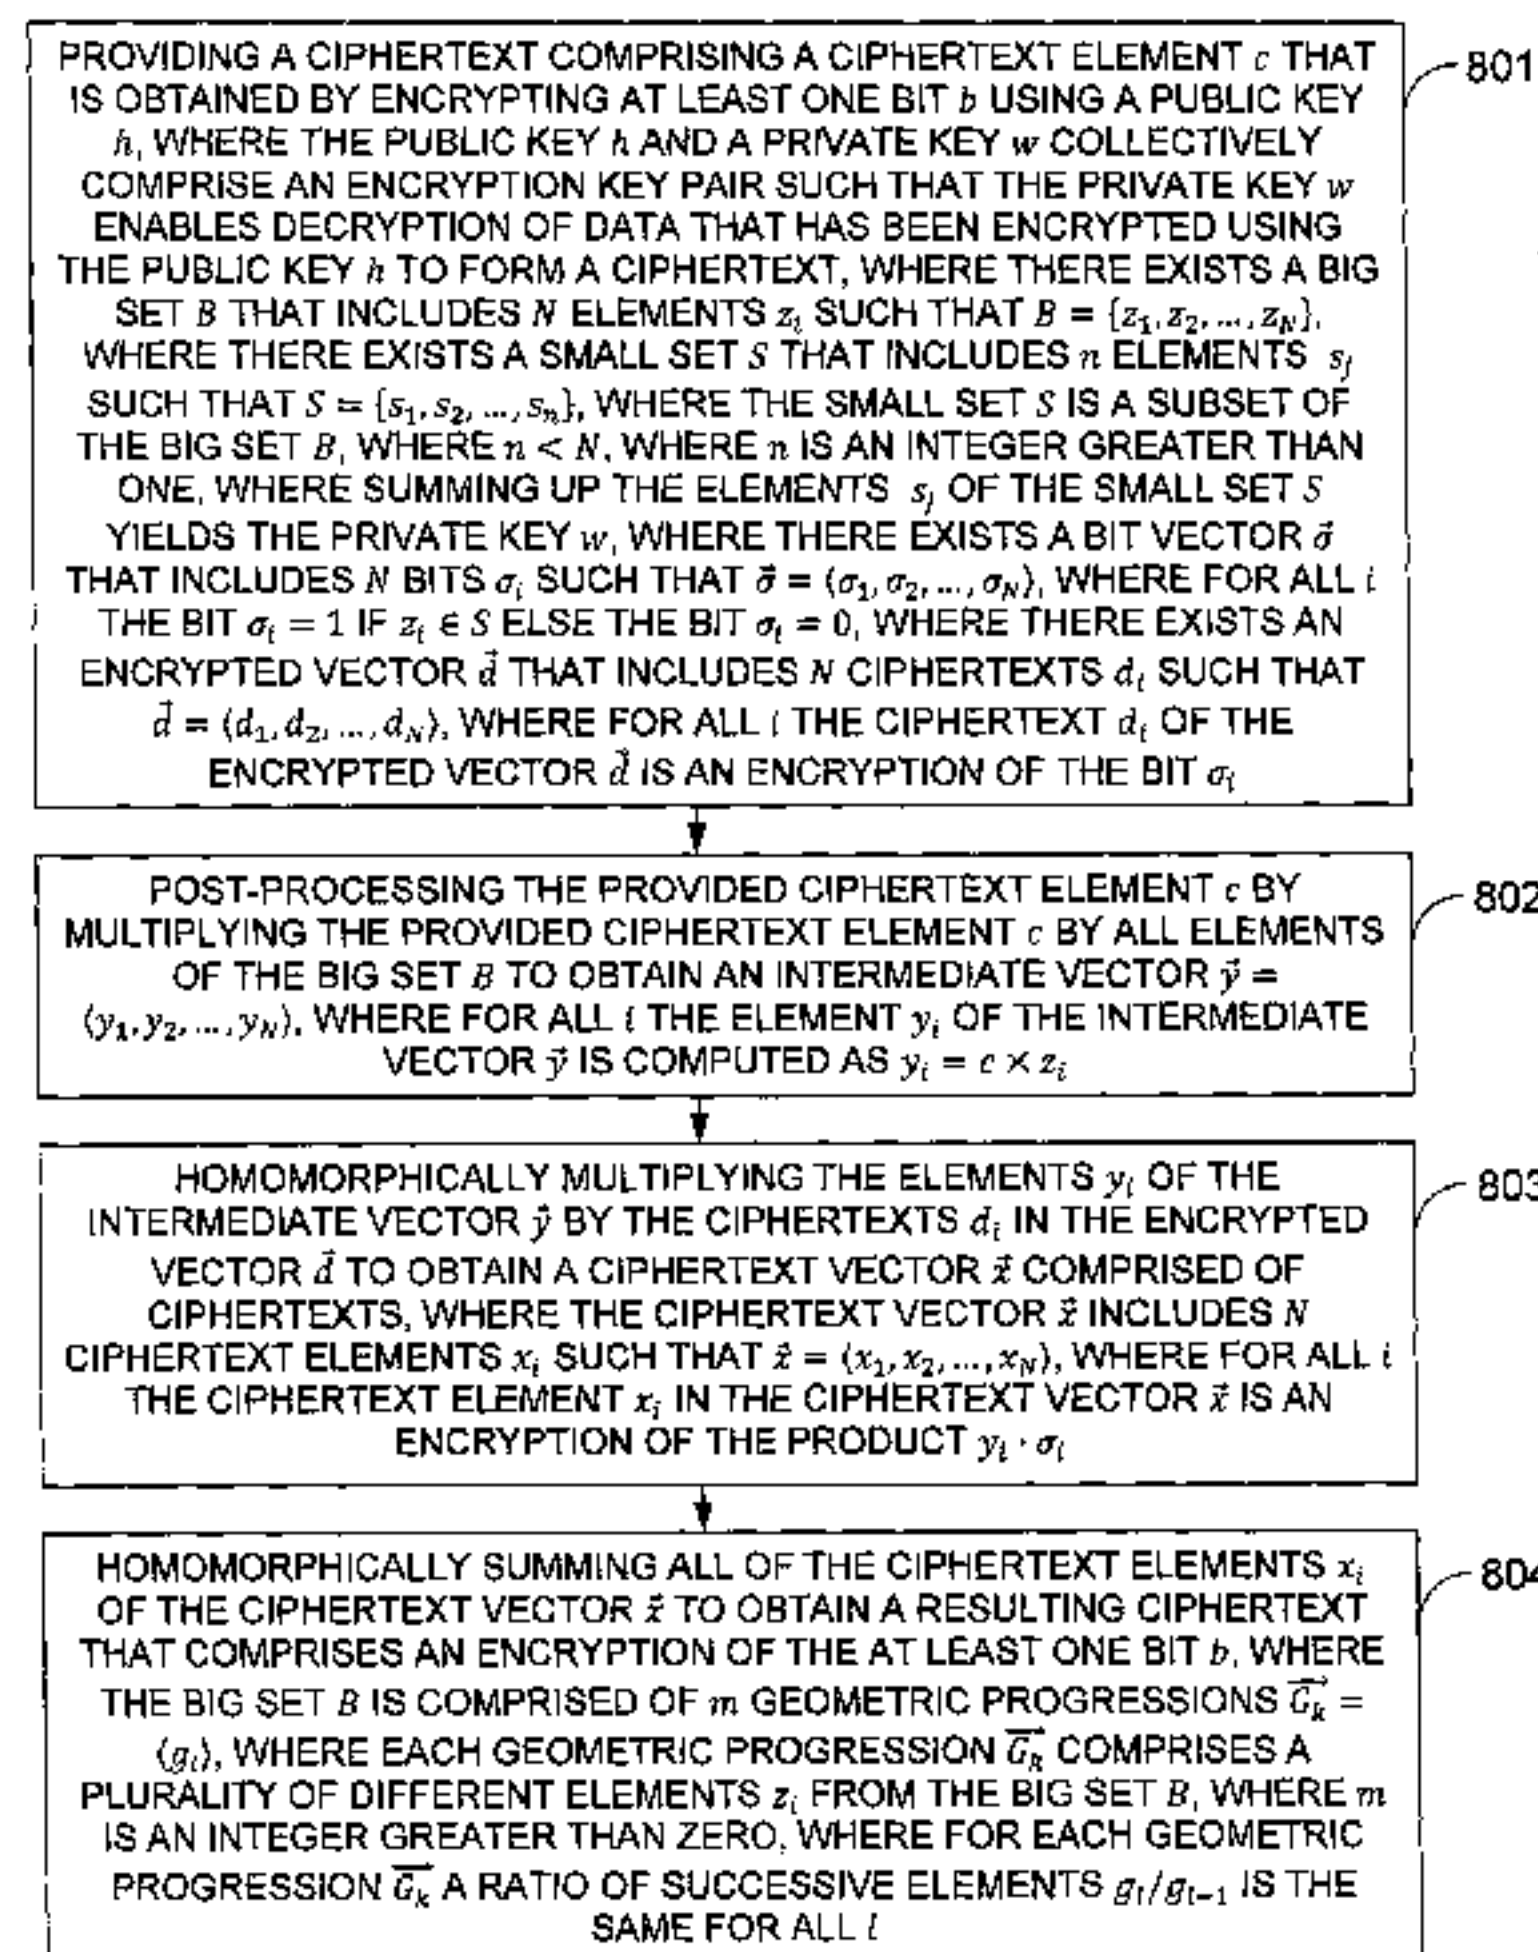 PROVIDING A CIPHERTEXT COMPRISING A CIPHERTEXT ELEMENT c THAT
IS OBTAINED BY ENCRYPTING AT LEAST ONE BIT b USING A PUBLIC KEY
h, WHERE THE PUBLIC KEY h AND A PRIVATE KEY w COLLECTIVELY
COMPRISE AN ENCRYPTION KEY PAIR SUCH THAT THE PRIVATE KEY w
ENABLES DECRYPTION OF DATA THAT HAS BEEN ENCRYPTED USING
THE PUBLIC KEY h TO FORM A CIPHERTEXT, WHERE THERE EXISTS A BIG
SET B THAT INCLUDES N ELEMENTS z_i SUCH THAT B = {z_1, z_2, ..., z_N},
WHERE THERE EXISTS A SMALL SET S THAT INCLUDES n ELEMENTS s_j
SUCH THAT S = {s_1, s_2, ..., s_n}, WHERE THE SMALL SET S IS A SUBSET OF
THE BIG SET B, WHERE n < N, WHERE n IS AN INTEGER GREATER THAN
ONE, WHERE SUMMING UP THE ELEMENTS s_j OF THE SMALL SET S
YIELDS THE PRIVATE KEY w, WHERE THERE EXISTS A BIT VECTOR σ⃗
THAT INCLUDES N BITS σ_i SUCH THAT σ⃗ = ⟨σ_1, σ_2, ..., σ_N⟩, WHERE FOR ALL i
THE BIT σ_i = 1 IF z_i ∈ S ELSE THE BIT σ_i = 0, WHERE THERE EXISTS AN
ENCRYPTED VECTOR d⃗ THAT INCLUDES N CIPHERTEXTS d_i SUCH THAT
d⃗ = ⟨d_1, d_2, ..., d_N⟩, WHERE FOR ALL i THE CIPHERTEXT d_i OF THE
ENCRYPTED VECTOR d⃗ IS AN ENCRYPTION OF THE BIT σ_i
801
POST-PROCESSING THE PROVIDED CIPHERTEXT ELEMENT c BY
MULTIPLYING THE PROVIDED CIPHERTEXT ELEMENT c BY ALL ELEMENTS
OF THE BIG SET B TO OBTAIN AN INTERMEDIATE VECTOR y⃗ =
⟨y_1, y_2, ..., y_N⟩, WHERE FOR ALL i THE ELEMENT y_i OF THE INTERMEDIATE
VECTOR y⃗ IS COMPUTED AS y_i = c × z_i
802
HOMOMORPHICALLY MULTIPLYING THE ELEMENTS y_i OF THE
INTERMEDIATE VECTOR y⃗ BY THE CIPHERTEXTS d_i IN THE ENCRYPTED
VECTOR d⃗ TO OBTAIN A CIPHERTEXT VECTOR x⃗ COMPRISED OF
CIPHERTEXTS, WHERE THE CIPHERTEXT VECTOR x⃗ INCLUDES N
CIPHERTEXT ELEMENTS x_i SUCH THAT x⃗ = ⟨x_1, x_2, ..., x_N⟩, WHERE FOR ALL i
THE CIPHERTEXT ELEMENT x_i IN THE CIPHERTEXT VECTOR x⃗ IS AN
ENCRYPTION OF THE PRODUCT y_i · σ_i
803
HOMOMORPHICALLY SUMMING ALL OF THE CIPHERTEXT ELEMENTS x_i
OF THE CIPHERTEXT VECTOR x⃗ TO OBTAIN A RESULTING CIPHERTEXT
THAT COMPRISES AN ENCRYPTION OF THE AT LEAST ONE BIT b, WHERE
THE BIG SET B IS COMPRISED OF m GEOMETRIC PROGRESSIONS G_k⃗ =
⟨g_l⟩, WHERE EACH GEOMETRIC PROGRESSION G_k⃗ COMPRISES A
PLURALITY OF DIFFERENT ELEMENTS z_i FROM THE BIG SET B, WHERE m
IS AN INTEGER GREATER THAN ZERO, WHERE FOR EACH GEOMETRIC
PROGRESSION G_k⃗ A RATIO OF SUCCESSIVE ELEMENTS g_l/g_{l-1} IS THE
SAME FOR ALL l
804